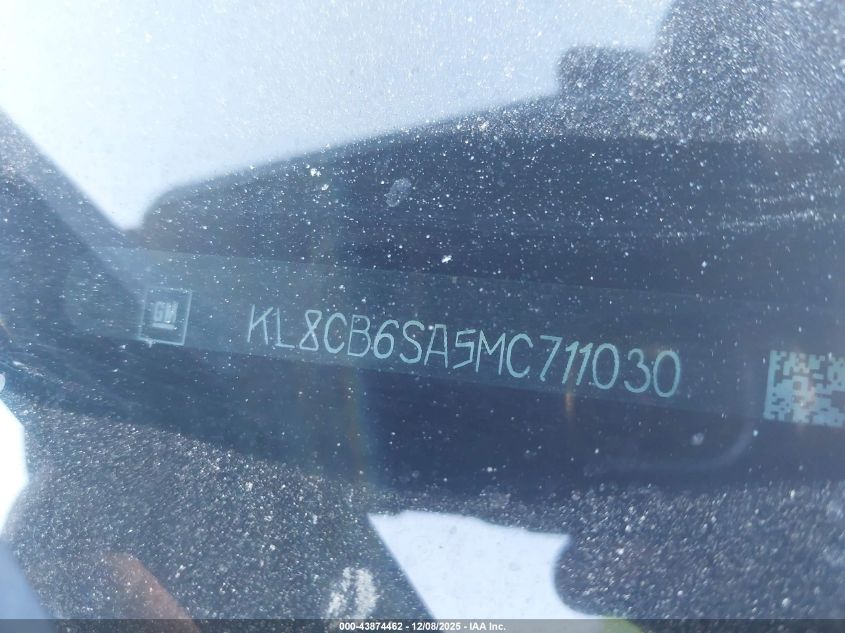 GM
KL8CB6SA5MC711030
000-43874462 - 12/08/2025 - IAA Inc.